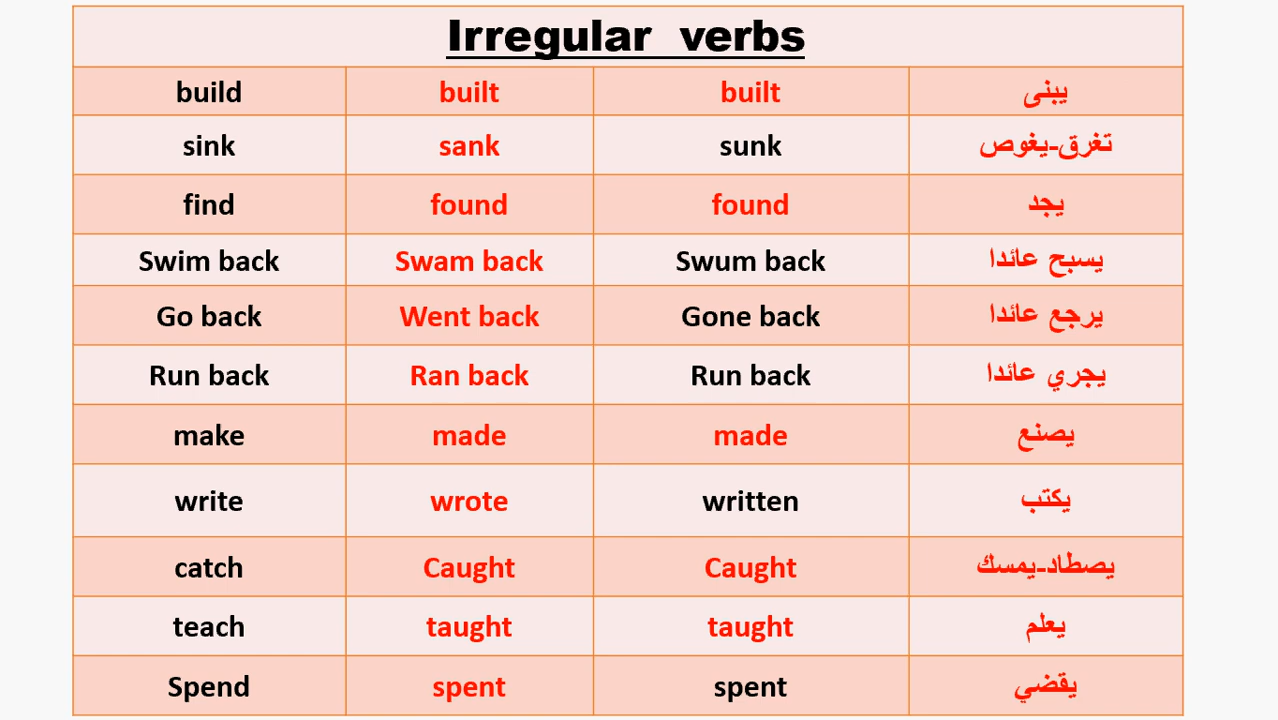 Irregular verbs
build built built يبنى
sink sank sunk تغرق-يغوص
find found found يجد
Swim back Swam back Swum back يسبح عائدا
Go back Went back Gone back يرجع عائدا
Run back Ran back Run back يجري عائدا
make made made يصنع
write wrote written يكتب
catch Caught Caught يصطاد-يمسك
teach taught taught يعلم
Spend spent spent يقضي